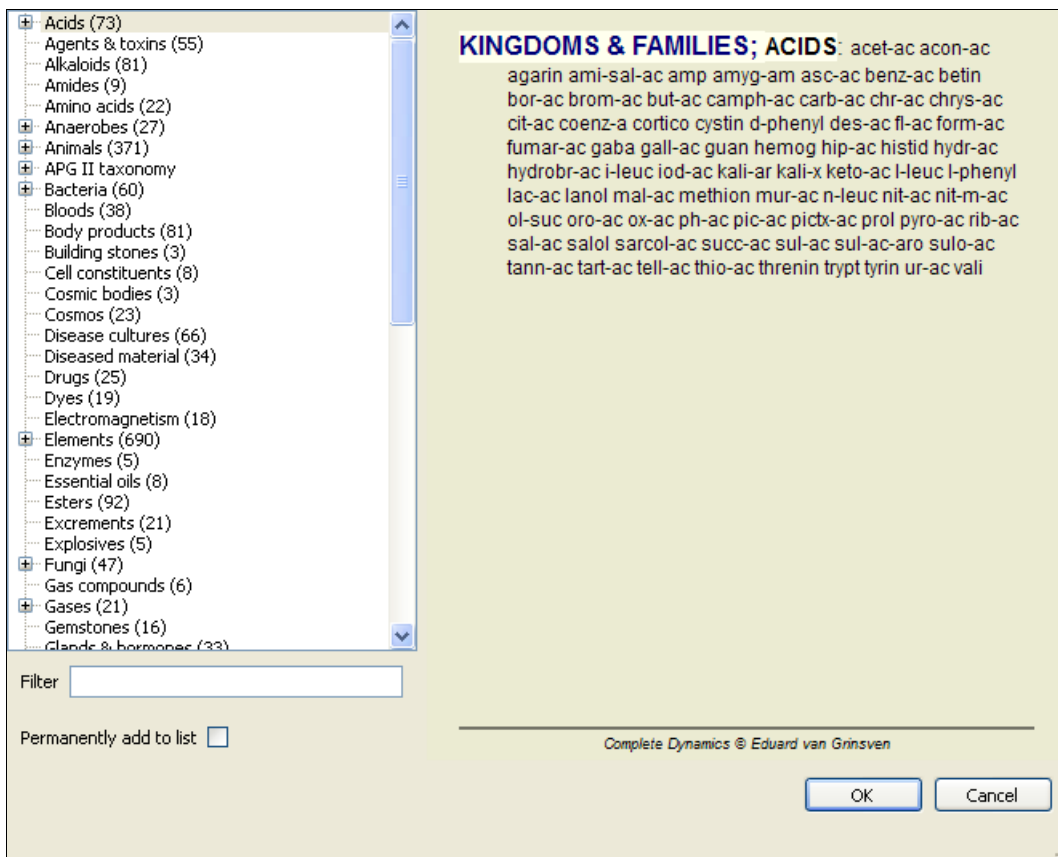 Acids (73)
Agents & toxins (55)
Alkaloids (81)
Amides (9)
Amino acids (22)
Anaerobes (27)
Animals (371)
APG II taxonomy
Bacteria (60)
Bloods (38)
Body products (81)
Building stones (3)
Cell constituents (8)
Cosmic bodies (3)
Cosmos (23)
Disease cultures (66)
Diseased material (34)
Drugs (25)
Dyes (19)
Electromagnetism (18)
Elements (690)
Enzymes (5)
Essential oils (8)
Esters (92)
Excrements (21)
Explosives (5)
Fungi (47)
Gas compounds (6)
Gases (21)
Gemstones (16)
Glands & hormones (33)
Filter
Permanently add to list
KINGDOMS & FAMILIES; ACIDS: acet-ac acon-ac
agarin ami-sal-ac amp amyg-am asc-ac benz-ac betin
bor-ac brom-ac but-ac camph-ac carb-ac chr-ac chrys-ac
cit-ac coenz-a cortico cystin d-phenyl des-ac fl-ac form-ac
fumar-ac gaba gall-ac guan hemog hip-ac histid hydr-ac
hydrobr-ac i-leuc iod-ac kali-ar kali-x keto-ac l-leuc l-phenyl
lac-ac lanol mal-ac methion mur-ac n-leuc nit-ac nit-m-ac
ol-suc oro-ac ox-ac ph-ac pic-ac pictx-ac prol pyro-ac rib-ac
sal-ac salol sarcol-ac succ-ac sul-ac sul-ac-aro sulo-ac
tann-ac tart-ac tell-ac thio-ac threnin trypt tyrin ur-ac vali
Complete Dynamics © Eduard van Grinsven
OK
Cancel